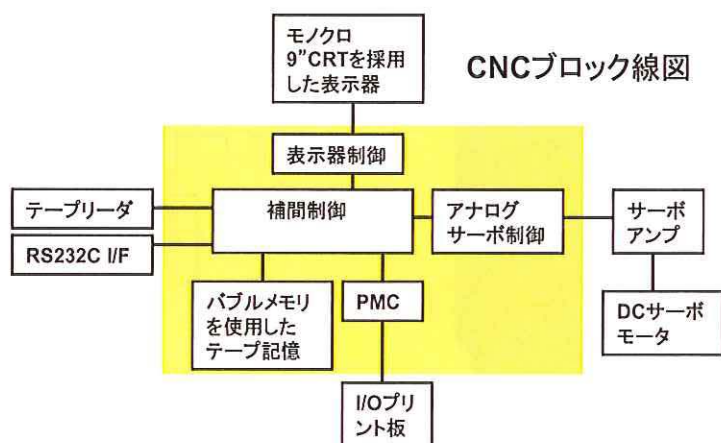 モノクロ
9”CRTを採用
した表示器
CNCブロック線図
表示器制御
テープリーダ
RS232C I/F
補間制御
アナログ
サーボ制御
サーボ
アンプ
バブルメモリ
を使用した
テープ記憶
PMC
DCサーボ
モータ
I/Oプリ
ント板